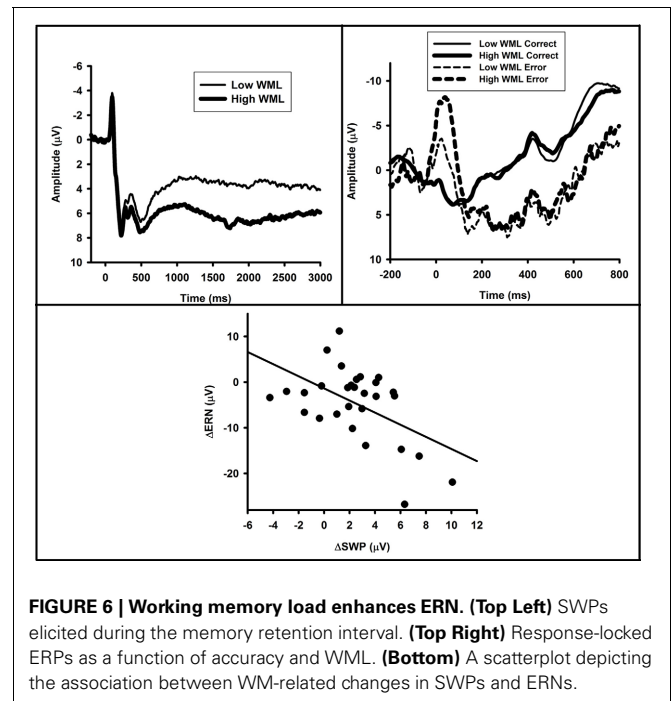 -6
-4
-2
0
2
4
6
8
10
Amplitude (µV)
Low WML
High WML
0 500 1000 1500 2000 2500 3000
Time (ms)
Low WML Correct
High WML Correct
Low WML Error
High WML Error
-10
-5
0
5
10
Amplitude (µV)
-200 0 200 400 600 800
Time (ms)
10
0
-10
-20
ΔERN (µV)
-6 -4 -2 0 2 4 6 8 10 12
ΔSWP (µV)
FIGURE 6 | Working memory load enhances ERN. (Top Left) SWPs
elicited during the memory retention interval. (Top Right) Response-locked
ERPs as a function of accuracy and WML. (Bottom) A scatterplot depicting
the association between WM-related changes in SWPs and ERNs.